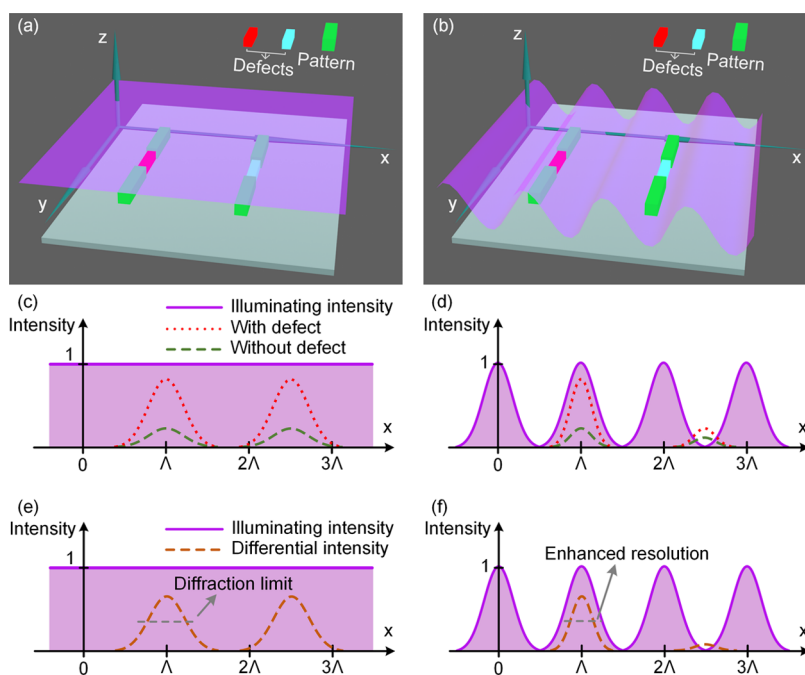 (a)
z
Defects
Pattern
x
y
(b)
z
Defects
Pattern
x
y
(c)
Intensity
Illuminating intensity
With defect
Without defect
1
x
0
Λ
2Λ
3Λ
(d)
Intensity
1
x
0
Λ
2Λ
3Λ
(e)
Intensity
Illuminating intensity
Differential intensity
1
Diffraction limit
x
0
Λ
2Λ
3Λ
(f)
Intensity
Enhanced resolution
1
x
0
Λ
2Λ
3Λ